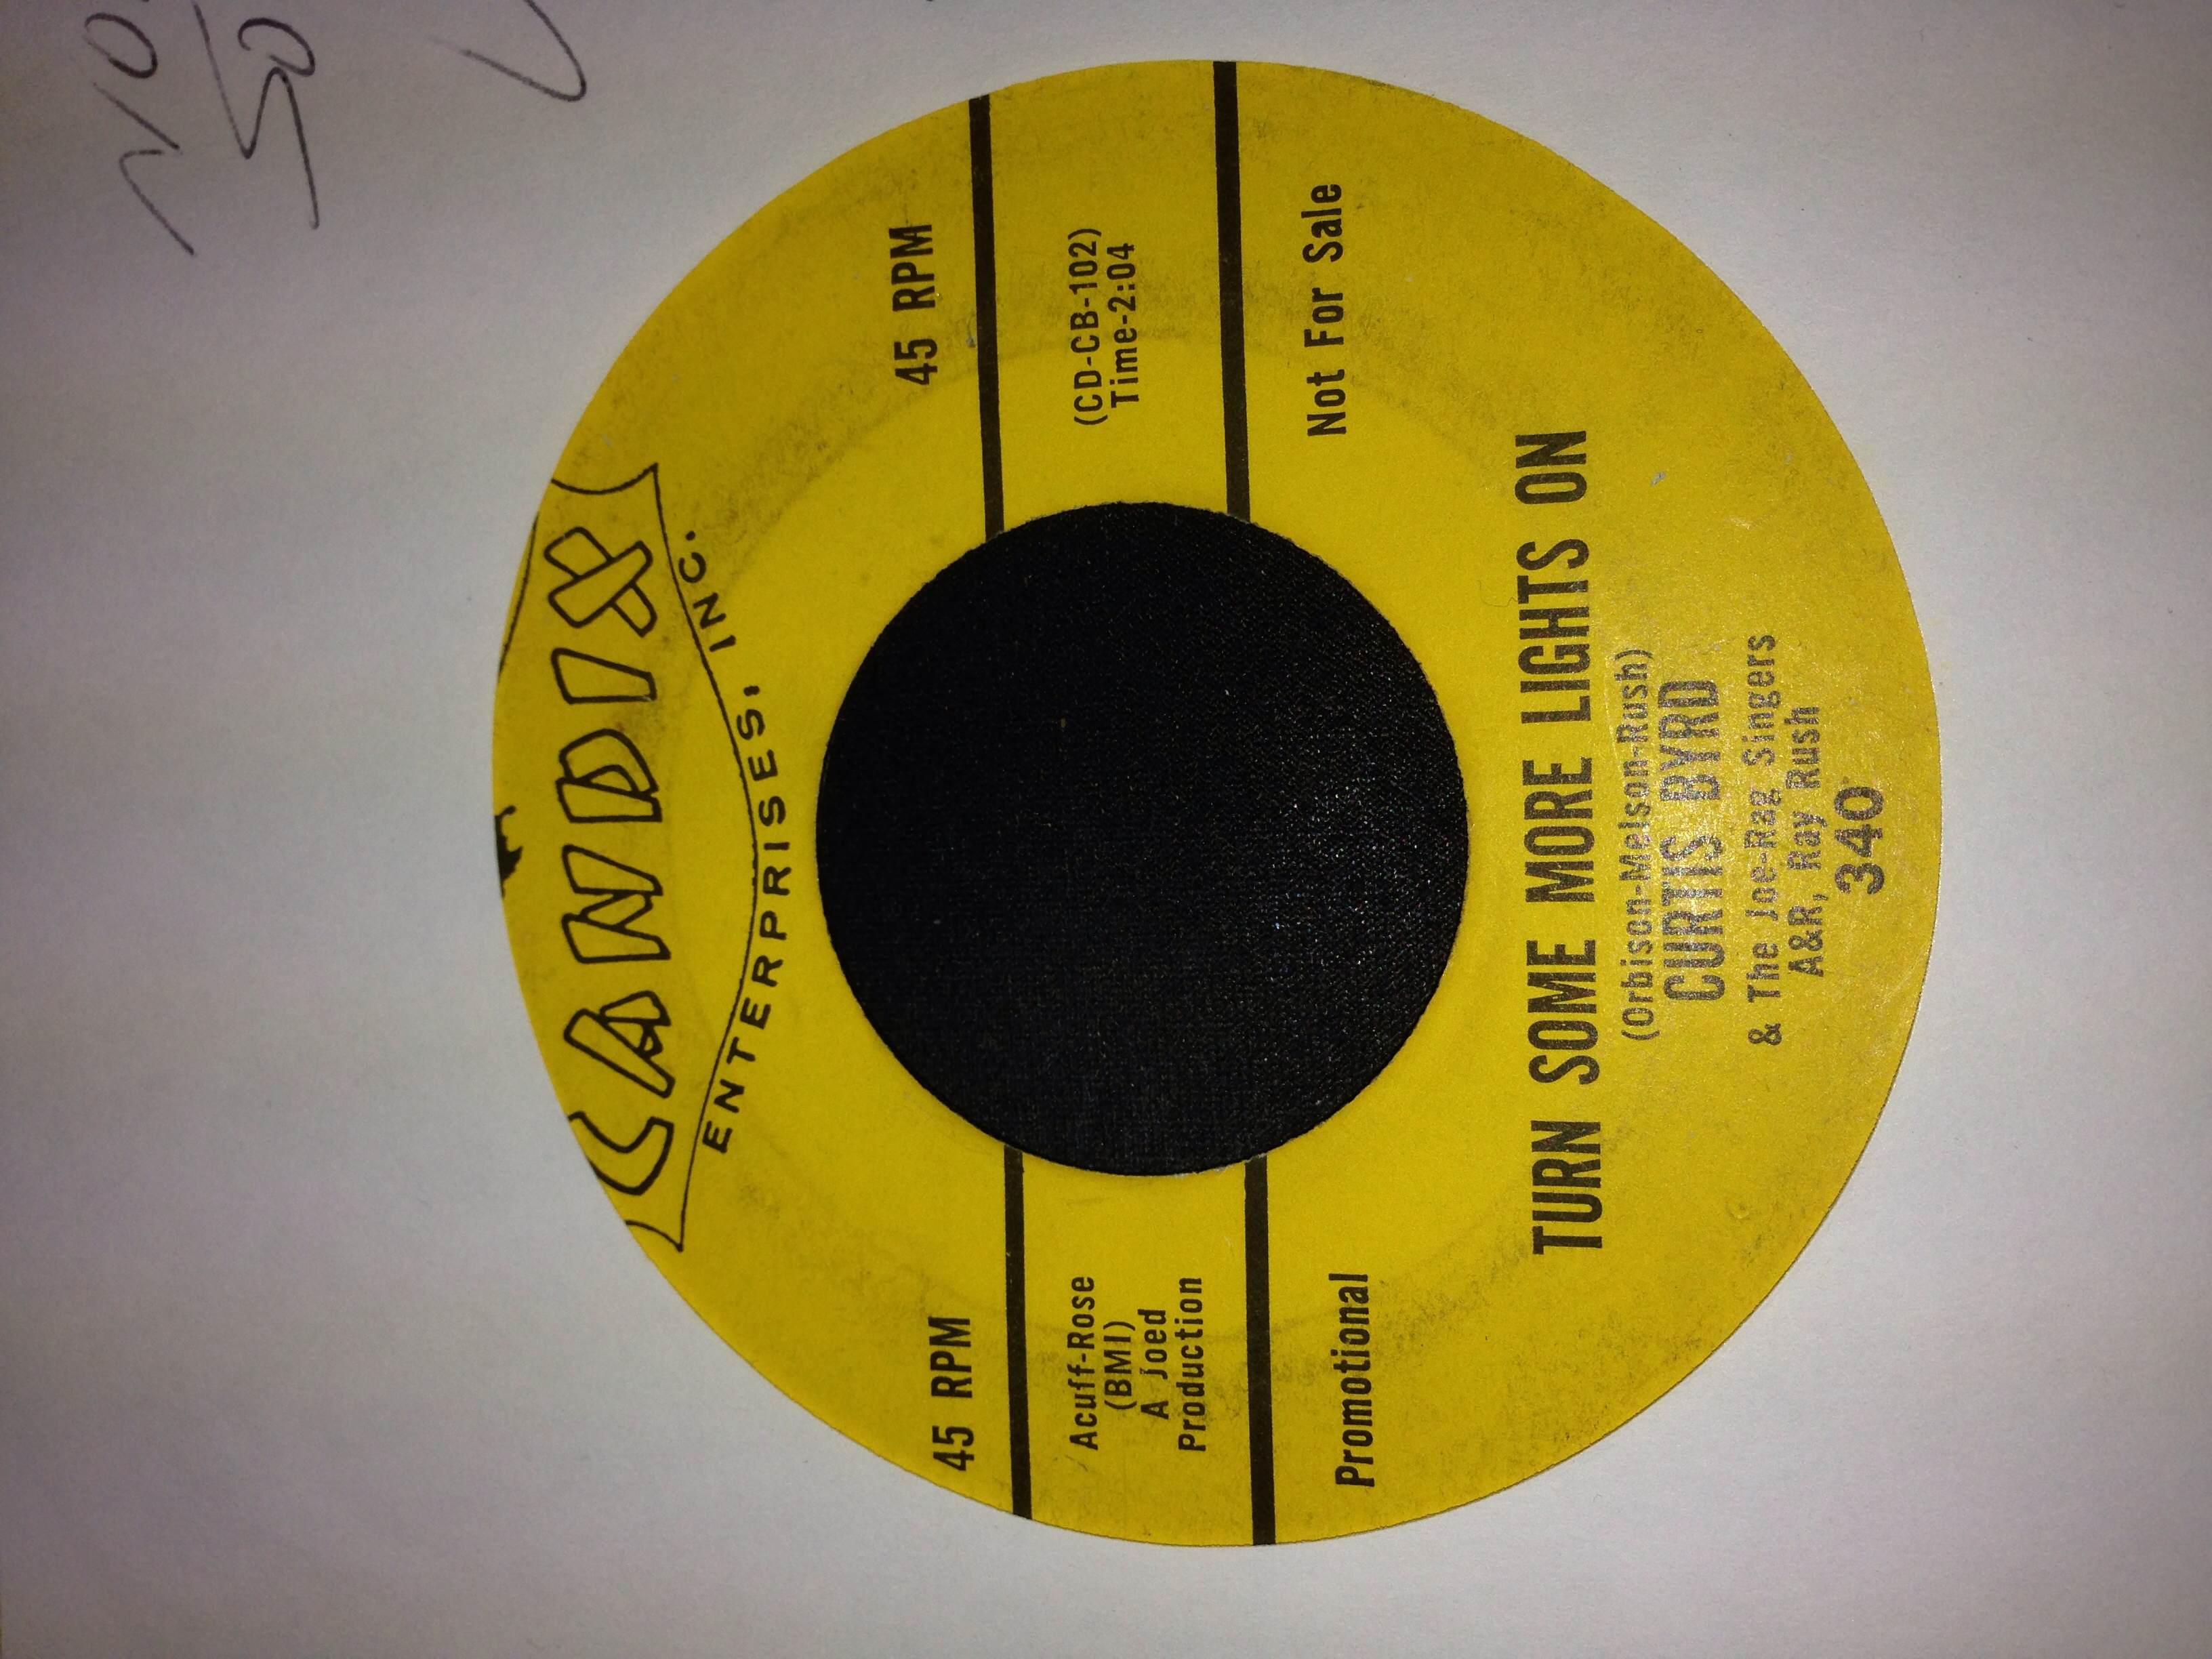 CANDIX
ENTERPRISES, INC.
45 RPM
45 RPM
Acuff-Rose
(BMI)
A Joed
Production
(CD-CB-102)
Time-2:04
Promotional
Not For Sale
TURN SOME MORE LIGHTS ON
(Orbison-Melson-Rush)
CURTIS BYRD
& The Joe-Rag Singers
A&R, Ray Rush
340
50